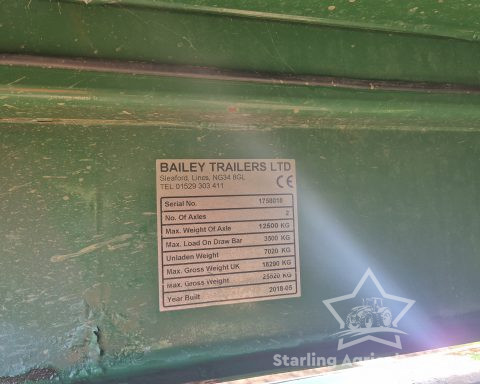 BAILEY TRAILERS LTD
Sleaford, Lincs, NG34 8GL
TEL 01529 303 411
CE
Serial No. 1758018
No. Of Axles 2
Max. Weight Of Axle 12500 KG
Max. Load On Draw Bar 3500 KG
Unladen Weight 7020 KG
Max. Gross Weight UK 18290 KG
Max. Gross Weight 25520 KG
Year Built 2018-05
Starling Agri